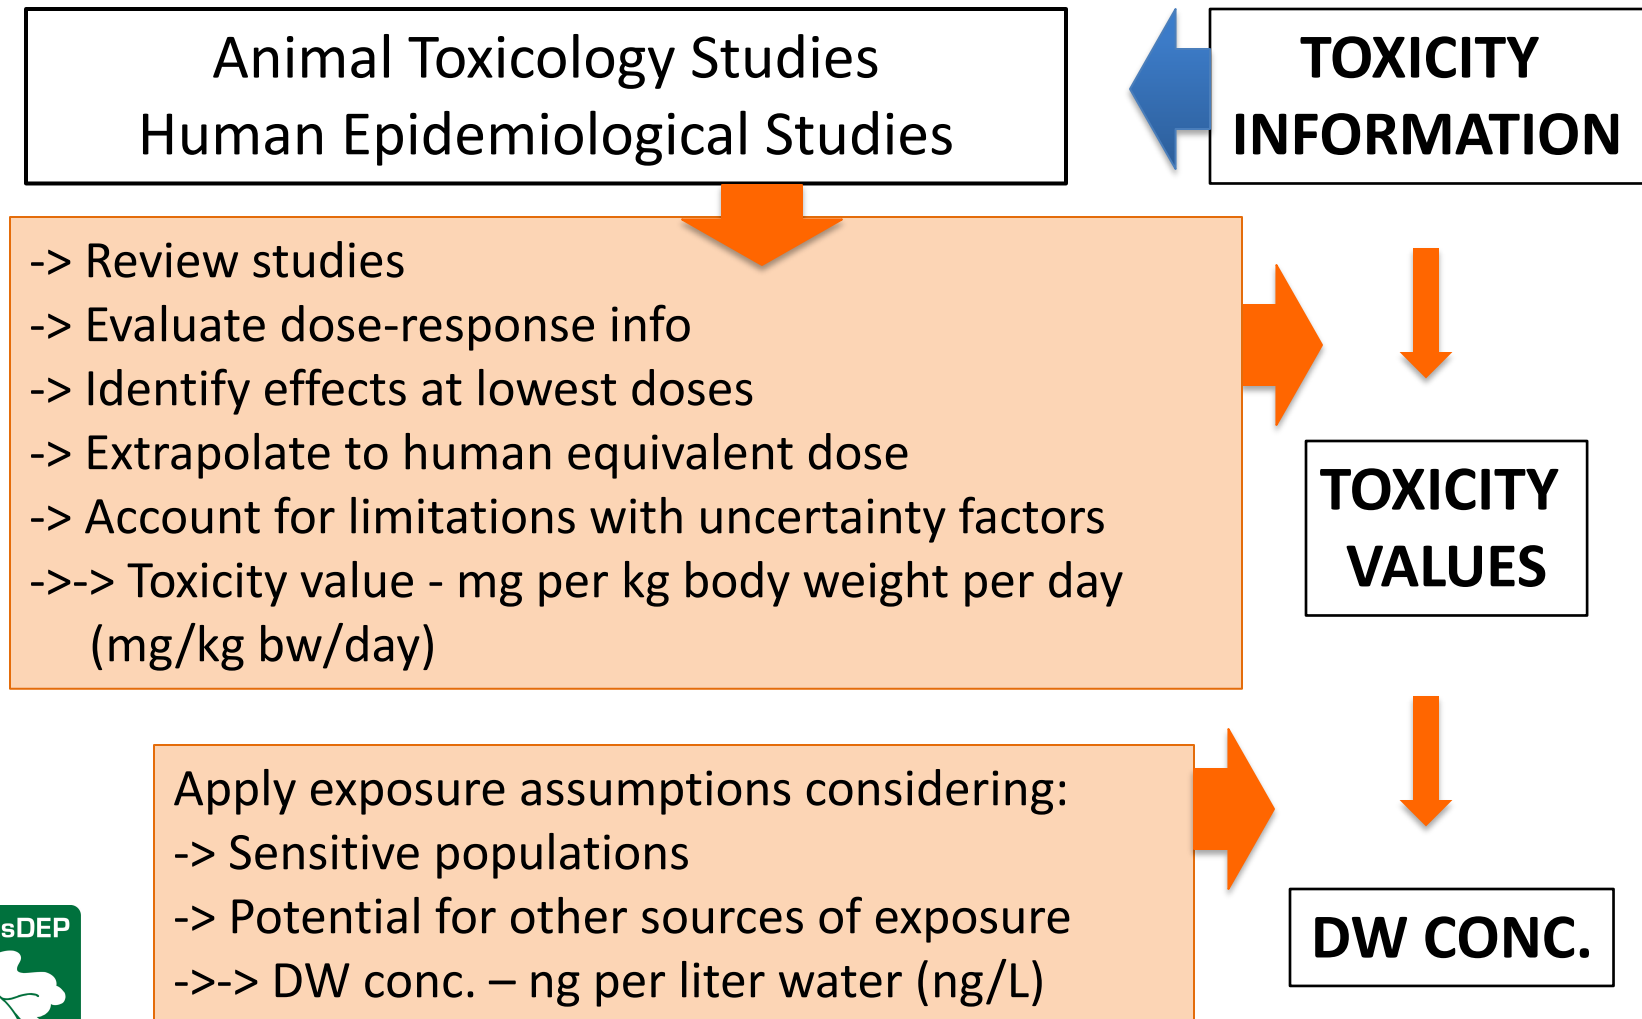 Animal Toxicology Studies
Human Epidemiological Studies
TOXICITY
INFORMATION
-> Review studies
-> Evaluate dose-response info
-> Identify effects at lowest doses
-> Extrapolate to human equivalent dose
-> Account for limitations with uncertainty factors
->-> Toxicity value - mg per kg body weight per day
(mg/kg bw/day)
TOXICITY
VALUES
Apply exposure assumptions considering:
-> Sensitive populations
-> Potential for other sources of exposure
->-> DW conc. – ng per liter water (ng/L)
DW CONC.
sDEP